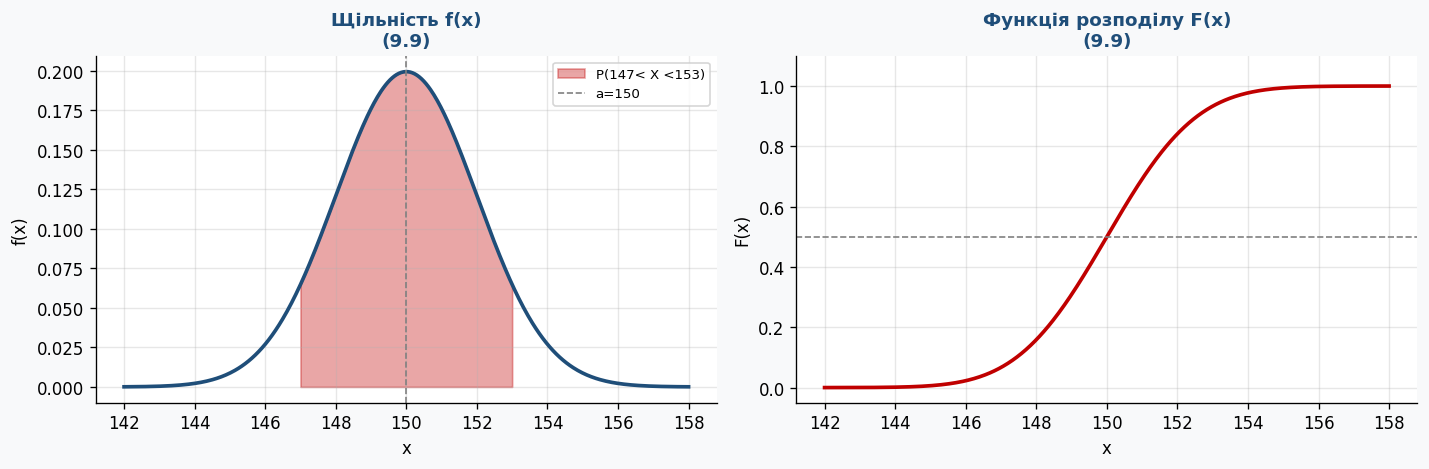 Щільність f(x)
(9.9)
P(147< X <153)
a=150
0.200
0.175
0.150
0.125
0.100
0.075
0.050
0.025
0.000
f(x)
142 144 146 148 150 152 154 156 158
x
Функція розподілу F(x)
(9.9)
1.0
0.8
0.6
0.4
0.2
0.0
F(x)
142 144 146 148 150 152 154 156 158
x